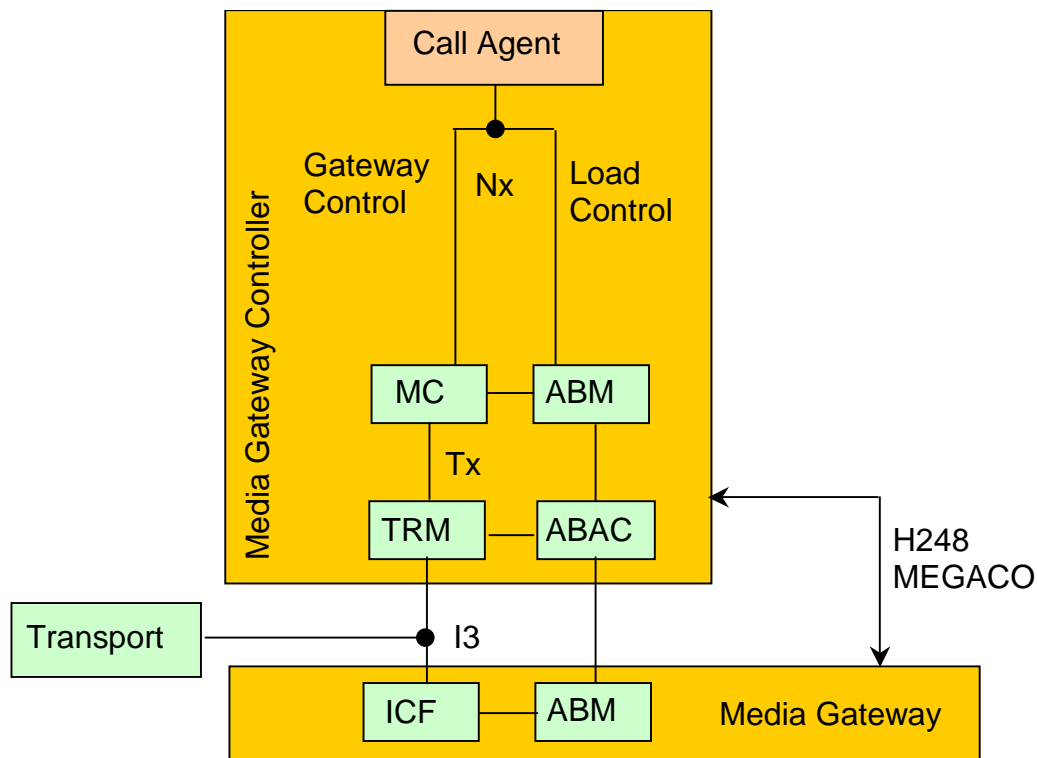 Call Agent
Gateway
Control
Nx
Load
Control
Media Gateway Controller
MC
ABM
Tx
TRM
ABAC
H248
MEGACO
Transport
I3
ICF
ABM
Media Gateway